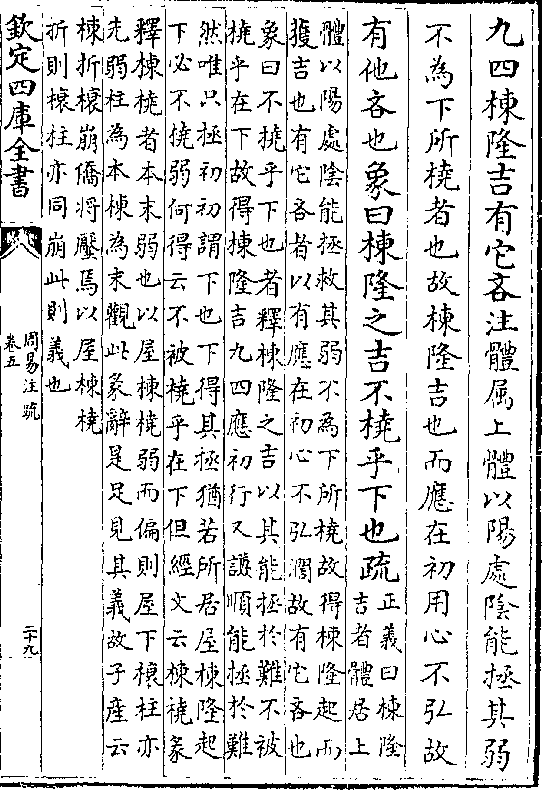 九四棟隆吉有它吝注體屬上體以陽處陰能拯其弱
不為下所橈者也故棟隆吉也而應在初用心不弘故
有他吝也象曰棟隆之吉不橈乎下也疏
正義曰棟隆
吉者體居上
體以陽處陰能拯救其弱不為下所橈故得棟隆起而
獲吉也有它吝者以有應在初心不弘濶故有它吝也
象曰不橈乎下也者釋棟隆之吉以其能拯於難不被
橈乎在下故得棟隆吉九四應初行又謙順能拯於難
然唯只拯初初謂下也下得其拯猶若所居屋棟隆起
下必不橈弱何得云不被橈乎在下但經文云棟橈彖
釋棟橈者本末弱也以屋棟橈弱而偏則屋下榱柱亦
先弱柱為本棟為末觀此彖辭是足見其義故子產云
棟折榱崩僑將壓焉以屋棟橈
折則榱柱亦同崩此則義也
欽定四庫全書
周易注疏
卷五
二十九